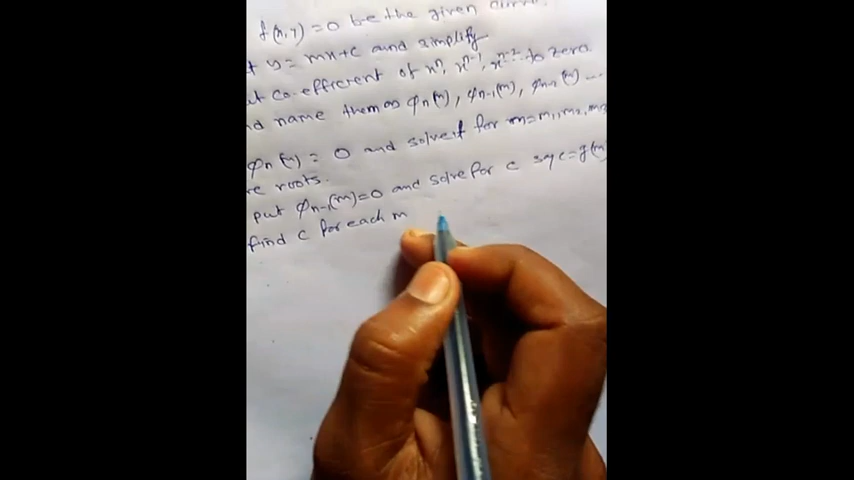 f(x,y)=0 be the given curve
y = mx+c and simplify
co-effecrent of xⁿ, xⁿ⁻¹, xⁿ⁻² to zero.
name them as φn(m), φn-1(m), φn-2(m) ...
φn(m) = 0 and solve it for m=m₁,m₂,m₃
roots.
put φn-1(m)=0 and solve for c say c=g(m)
find c for each m